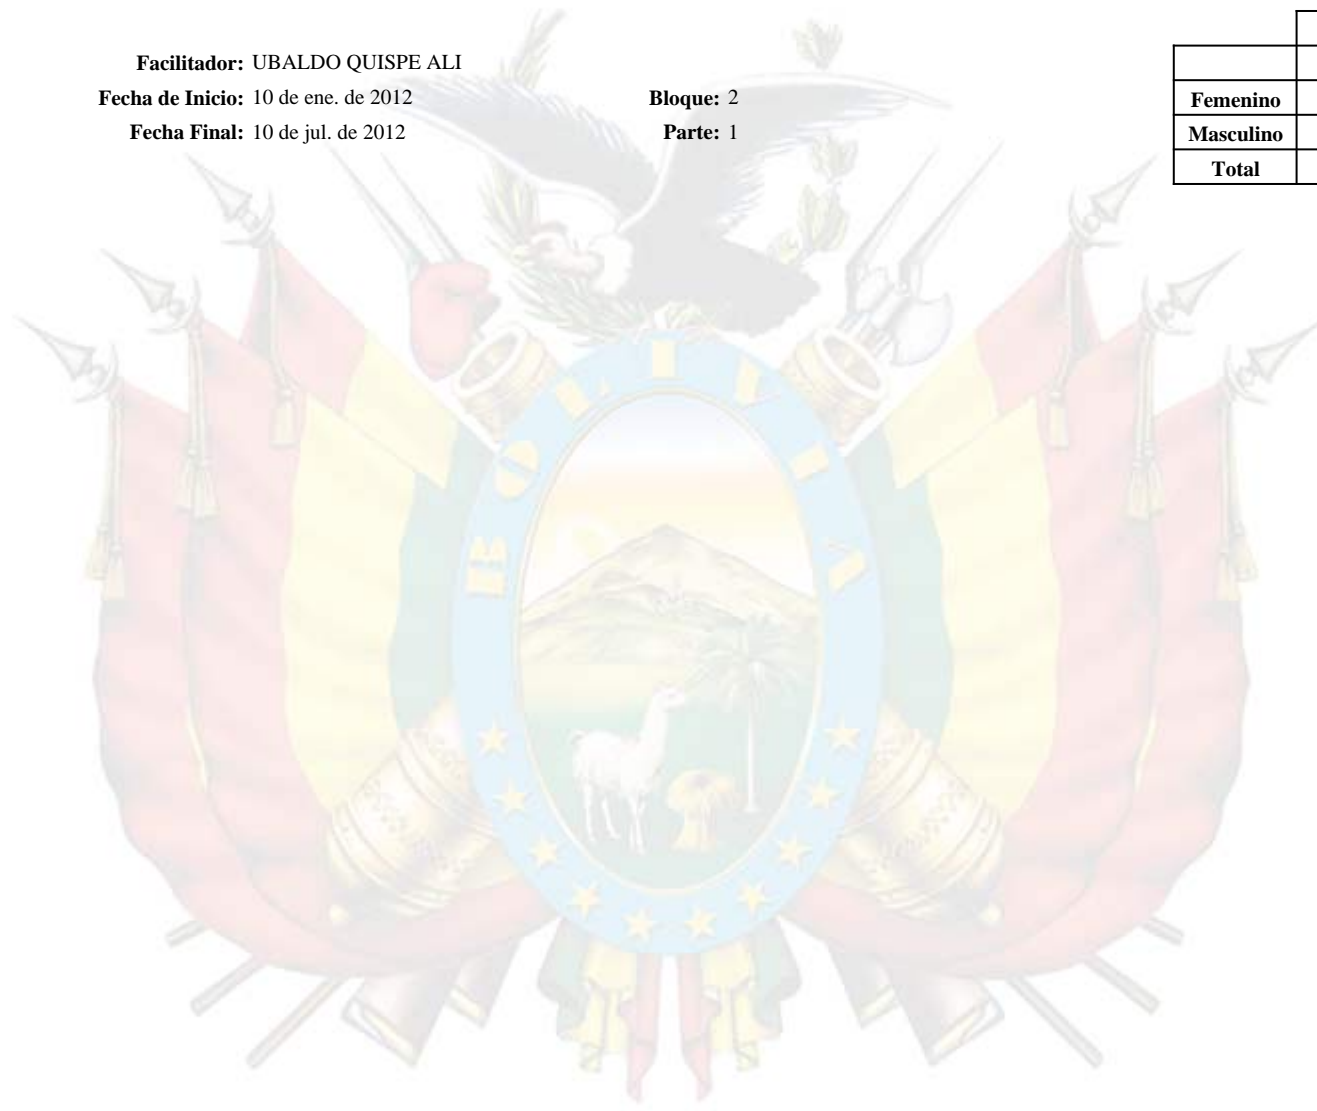 Facilitador: UBALDO QUISPE ALI
Fecha de Inicio: 10 de ene. de 2012 Bloque: 2
Fecha Final: 10 de jul. de 2012 Parte: 1
Femenino
Masculino
Total
BOLIVIA